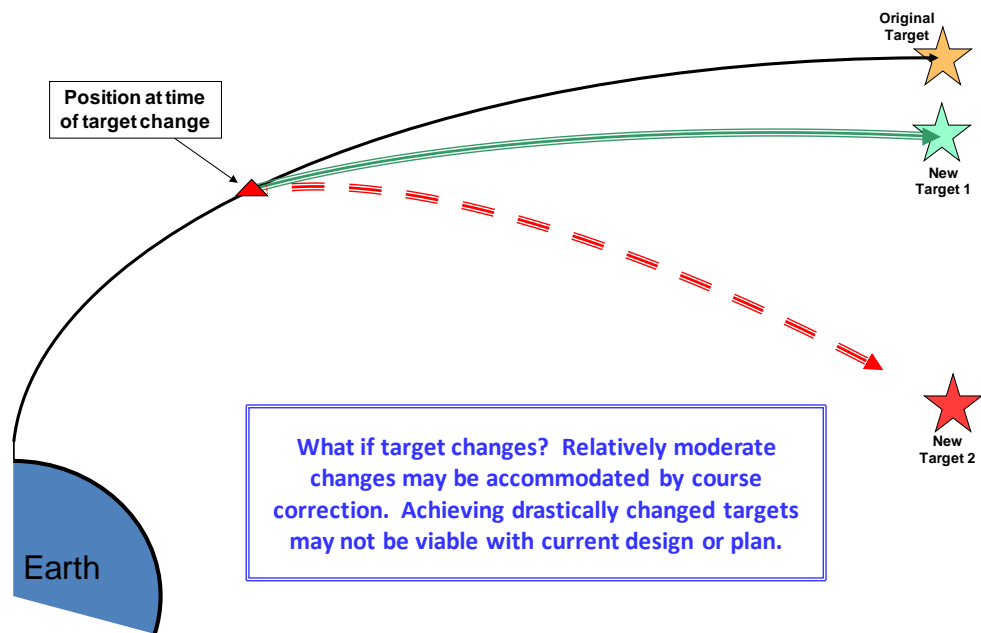 Original
Target
Position at time
of target change
New
Target 1
New
Target 2
What if target changes? Relatively moderate
changes may be accommodated by course
correction. Achieving drastically changed targets
may not be viable with current design or plan.
Earth